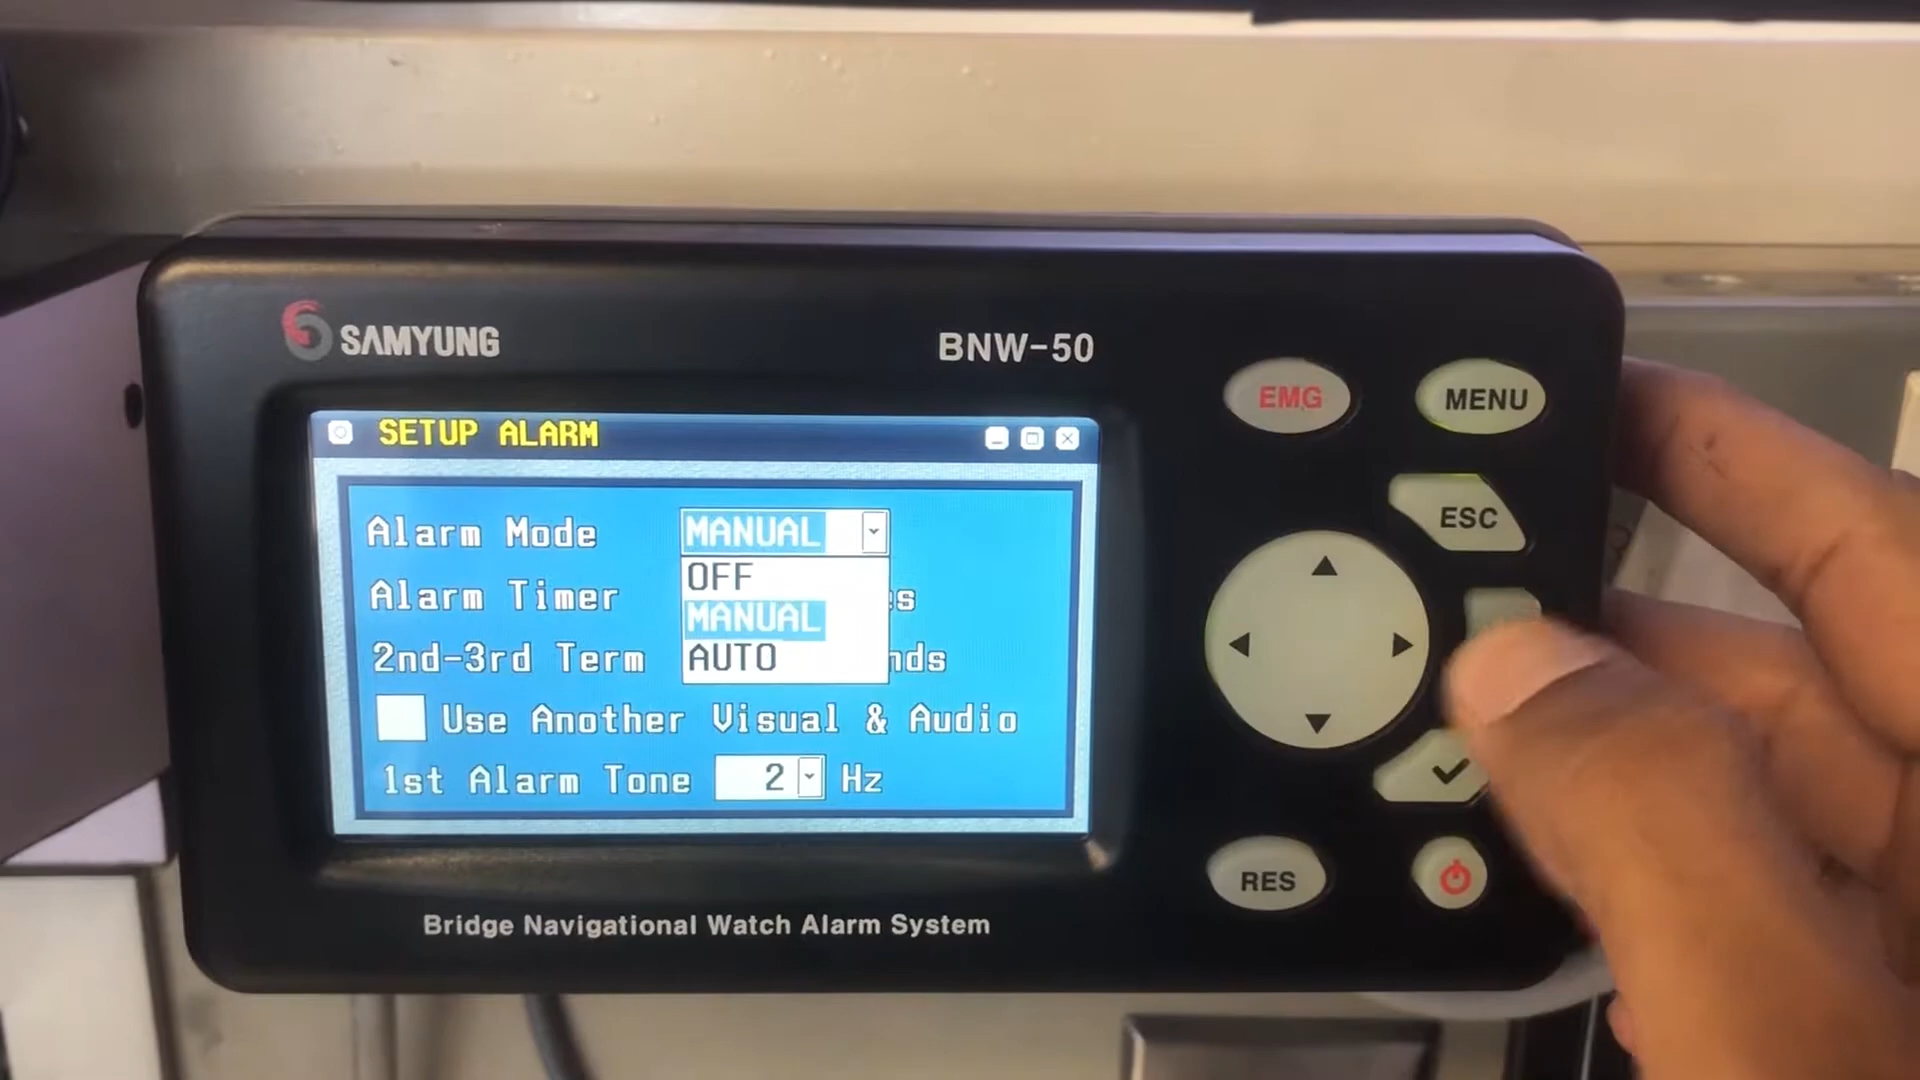 SAMYUNG
BNW-50
EMG
MENU
SETUP ALARM
ESC
Alarm Mode MANUAL
OFF
Alarm Timer
MANUAL
2nd-3rd Term
AUTO
Use Another Visual & Audio
1st Alarm Tone 2 Hz
RES
Bridge Navigational Watch Alarm System